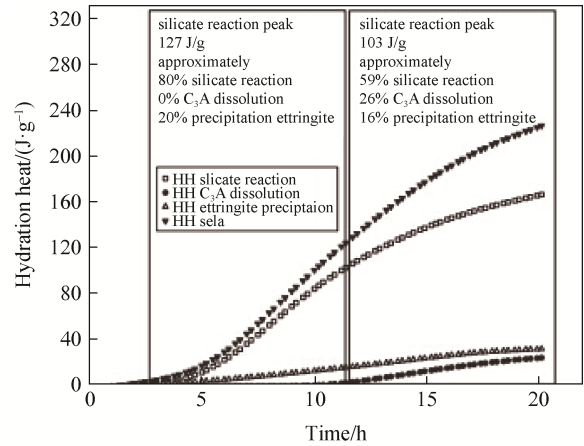 320
280
240
200
160
120
80
40
0
Hydration heat/(J·g⁻¹)
silicate reaction peak
127 J/g
approximately
80% silicate reaction
0% C₃A dissolution
20% precipitation ettringite
silicate reaction peak
103 J/g
approximately
59% silicate reaction
26% C₃A dissolution
16% precipitation ettringite
HH silicate reaction
HH C₃A dissolution
HH ettringite preciptaion
HH sela
0
5
10
15
20
Time/h